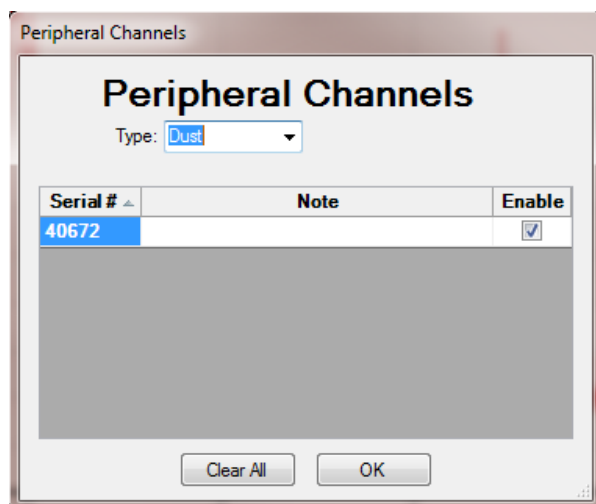 Peripheral Channels
Peripheral Channels
Type: Dust
Serial # Note Enable
40672
Clear All OK